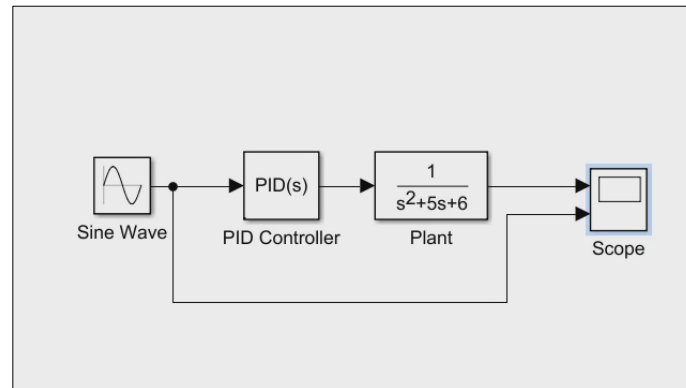 PID(s)
1
s²+5s+6
Sine Wave
PID Controller
Plant
Scope